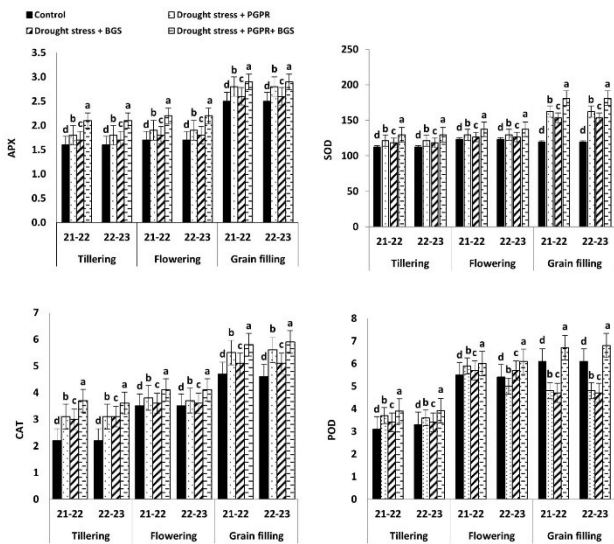 Control
Drought stress + PGPR
Drought stress + BGS
Drought stress + PGPR+ BGS
APX
3.5
3.0
2.5
2.0
1.5
1.0
0.5
0.0
d b c a d b c a d b c a d b c a d b c a d b c a
21-22 22-23 21-22 22-23 21-22 22-23
Tillering Flowering Grain filling
SOD
250
200
150
100
50
0
d b c a d b c a d b c a d b c a d b c a d b c a
21-22 22-23 21-22 22-23 21-22 22-23
Tillering Flowering Grain filling
CAT
7
6
5
4
3
2
1
0
d b c a d b c a d b c a d b c a d b c a d b c a
21-22 22-23 21-22 22-23 21-22 22-23
Tillering Flowering Grain filling
POD
8
7
6
5
4
3
2
1
0
d b c a d b c a d b c a d b c a d b c a d b c a
21-22 22-23 21-22 22-23 21-22 22-23
Tillering Flowering Grain filling